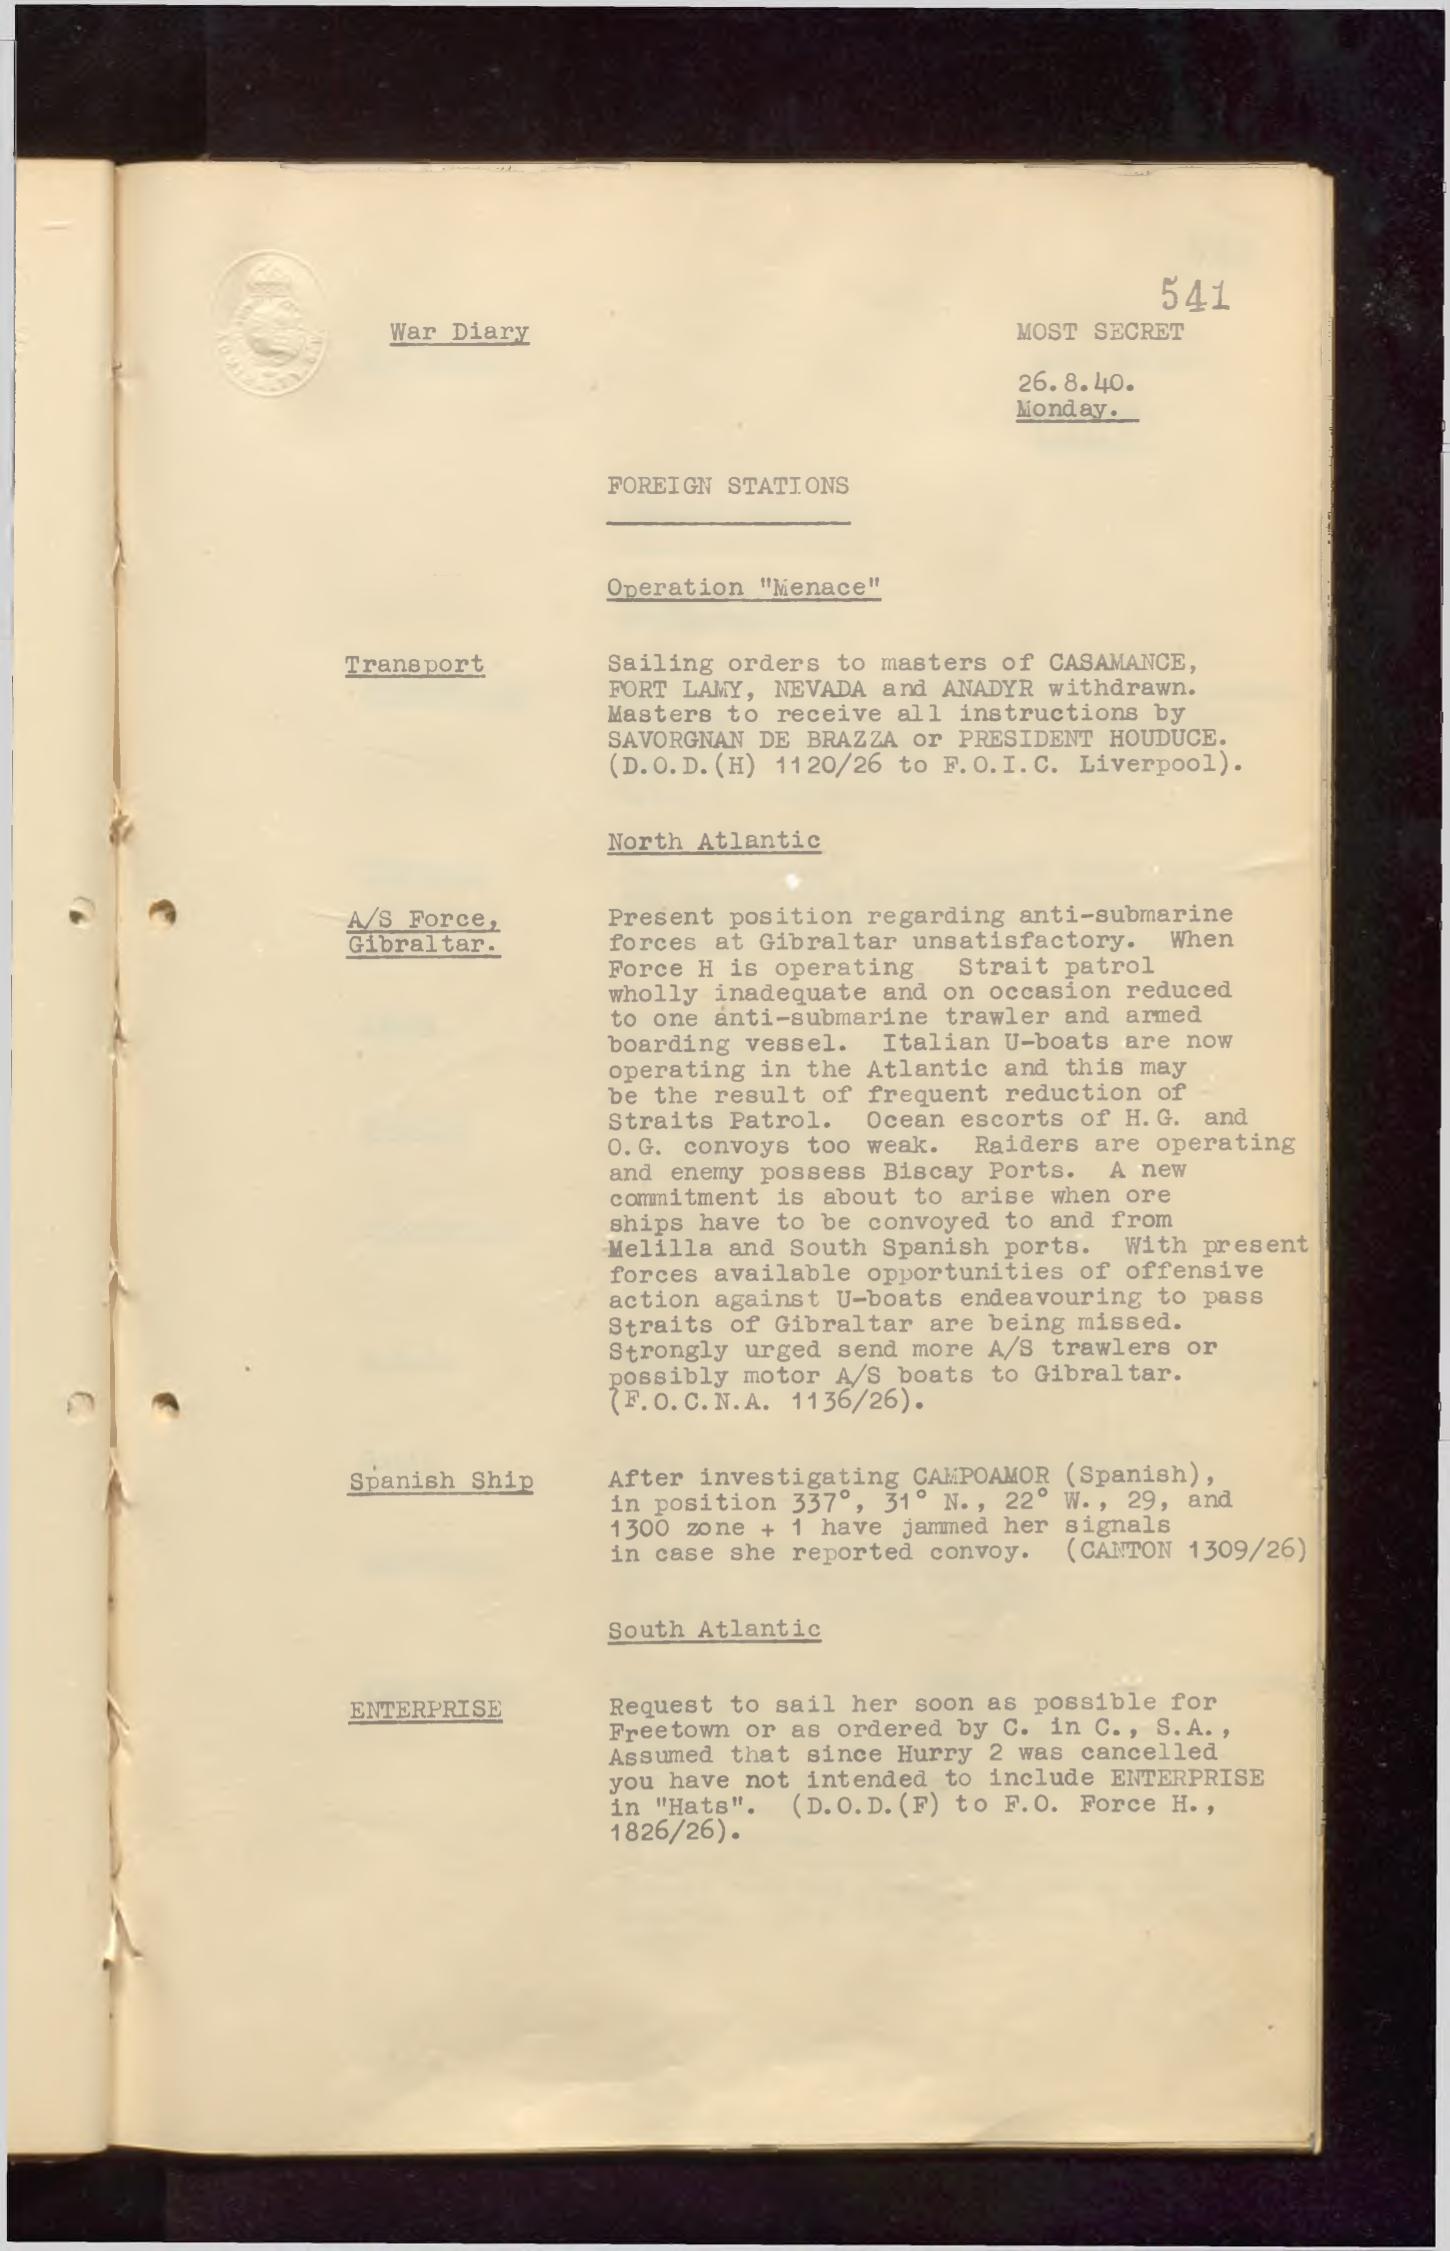 541
War Diary
MOST SECRET
26.8.40.
Monday.
FOREIGN STATIONS
Operation "Menace"
Transport
Sailing orders to masters of CASAMANCE,
FORT LAMY, NEVADA and ANADYR withdrawn.
Masters to receive all instructions by
SAVORGNAN DE BRAZZA or PRESIDENT HOUDUCE.
(D.O.D.(H) 1120/26 to F.O.I.C. Liverpool).
North Atlantic
A/S Force,
Gibraltar.
Present position regarding anti-submarine
forces at Gibraltar unsatisfactory. When
Force H is operating Strait patrol
wholly inadequate and on occasion reduced
to one anti-submarine trawler and armed
boarding vessel. Italian U-boats are now
operating in the Atlantic and this may
be the result of frequent reduction of
Straits Patrol. Ocean escorts of H.G. and
O.G. convoys too weak. Raiders are operating
and enemy possess Biscay Ports. A new
commitment is about to arise when ore
ships have to be convoyed to and from
Melilla and South Spanish ports. With present
forces available opportunities of offensive
action against U-boats endeavouring to pass
Straits of Gibraltar are being missed.
Strongly urged send more A/S trawlers or
possibly motor A/S boats to Gibraltar.
(F.O.C.N.A. 1136/26).
Spanish Ship
After investigating CAMPOAMOR (Spanish),
in position 337°, 31° N., 22° W., 29, and
1300 zone + 1 have jammed her signals
in case she reported convoy. (CANTON 1309/26)
South Atlantic
ENTERPRISE
Request to sail her soon as possible for
Freetown or as ordered by C. in C., S.A.,
Assumed that since Hurry 2 was cancelled
you have not intended to include ENTERPRISE
in "Hats". (D.O.D.(F) to F.O. Force H.,
1826/26).